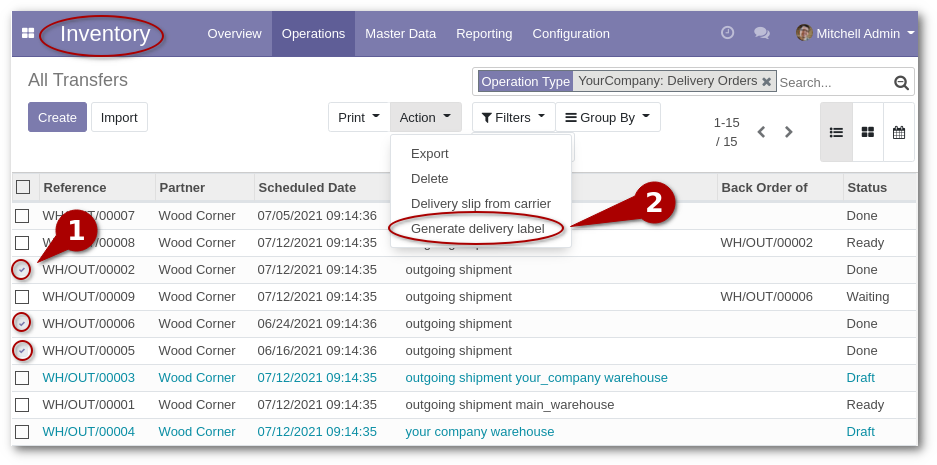 Inventory Overview Operations Master Data Reporting Configuration Mitchell Admin
All Transfers
Operation Type YourCompany: Delivery Orders Search...
Create Import Print Action Filters Group By 1-15 / 15
Export
Delete
Delivery slip from carrier
Generate delivery label
2
Reference Partner Scheduled Date Back Order of Status
1
WH/OUT/00007 Wood Corner 07/05/2021 09:14:36 Done
WH/OUT/00008 Wood Corner 07/12/2021 09:14:35 WH/OUT/00002 Ready
WH/OUT/00002 Wood Corner 07/12/2021 09:14:35 outgoing shipment Done
WH/OUT/00009 Wood Corner 07/12/2021 09:14:35 outgoing shipment WH/OUT/00006 Waiting
WH/OUT/00006 Wood Corner 06/24/2021 09:14:36 outgoing shipment Done
WH/OUT/00005 Wood Corner 06/16/2021 09:14:36 outgoing shipment Done
WH/OUT/00003 Wood Corner 07/12/2021 09:14:35 outgoing shipment your_company warehouse Draft
WH/OUT/00001 Wood Corner 07/12/2021 09:14:35 outgoing shipment main_warehouse Ready
WH/OUT/00004 Wood Corner 07/12/2021 09:14:35 your company warehouse Draft